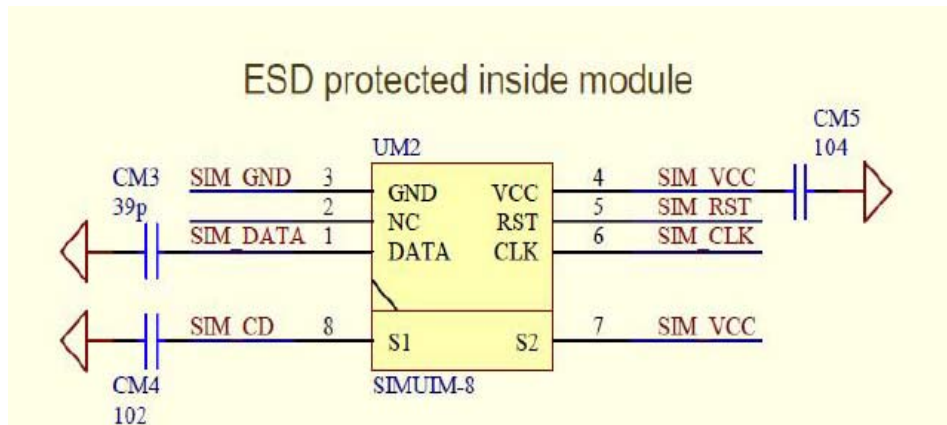 ESD protected inside module
CM5
104
UM2
CM3
39p
SIM_GND 3 GND VCC 4 SIM_VCC
2 NC RST 5 SIM_RST
SIM_DATA 1 DATA CLK 6 SIM_CLK
SIM_CD 8 S1 S2 7 SIM_VCC
CM4
102
SIMUIM-8